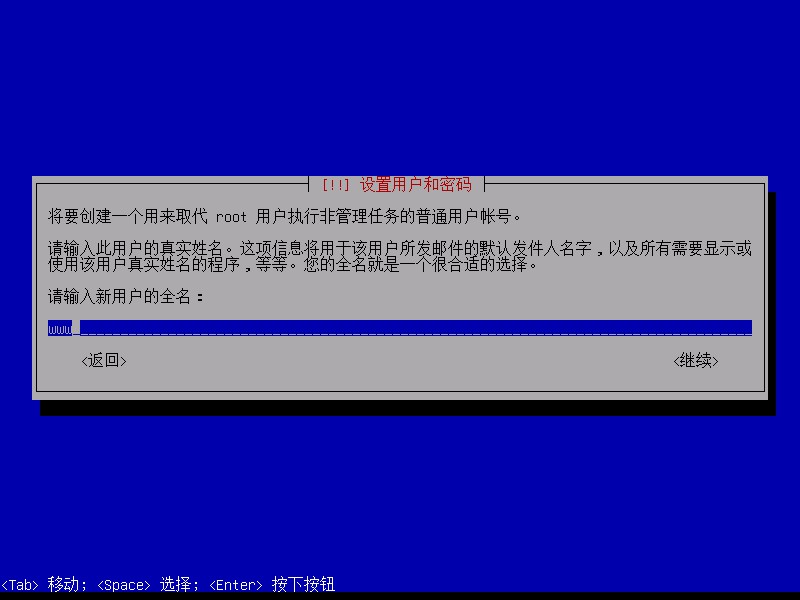 [!!] 设置用户和密码
将要创建一个用来取代 root 用户执行非管理任务的普通用户帐号。
请输入此用户的真实姓名。这项信息将用于该用户所发邮件的默认发件人名字，以及所有需要显示或
使用该用户真实姓名的程序，等等。您的全名就是一个很合适的选择。
请输入新用户的全名：
www
<返回> <继续>
<Tab> 移动; <Space> 选择; <Enter> 按下按钮